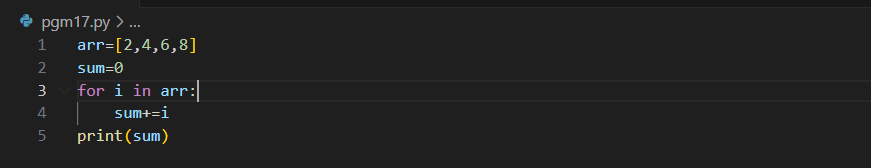 pgm17.py > ...
1 arr=[2,4,6,8]
2 sum=0
3 for i in arr:
4     sum+=i
5 print(sum)